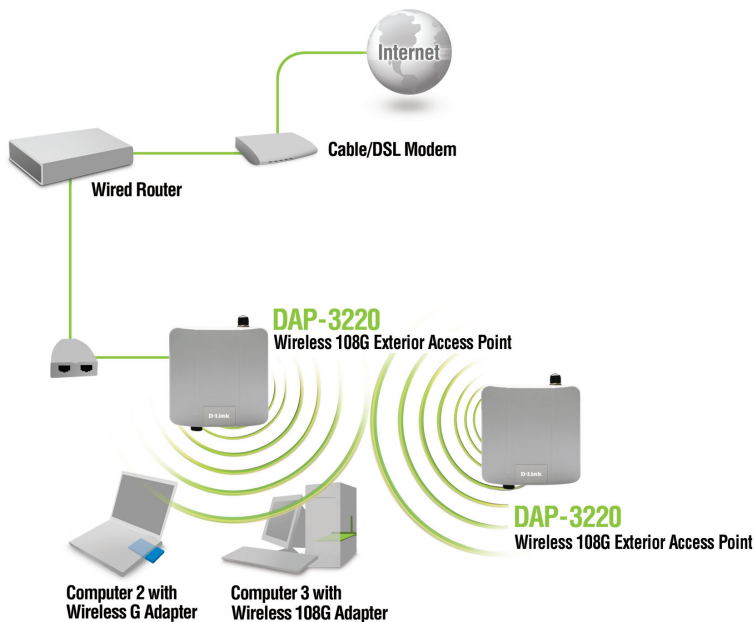 Internet
Cable/DSL Modem
Wired Router
DAP-3220
Wireless 108G Exterior Access Point
D-Link
D-Link
DAP-3220
Wireless 108G Exterior Access Point
Computer 2 with
Wireless G Adapter
Computer 3 with
Wireless 108G Adapter